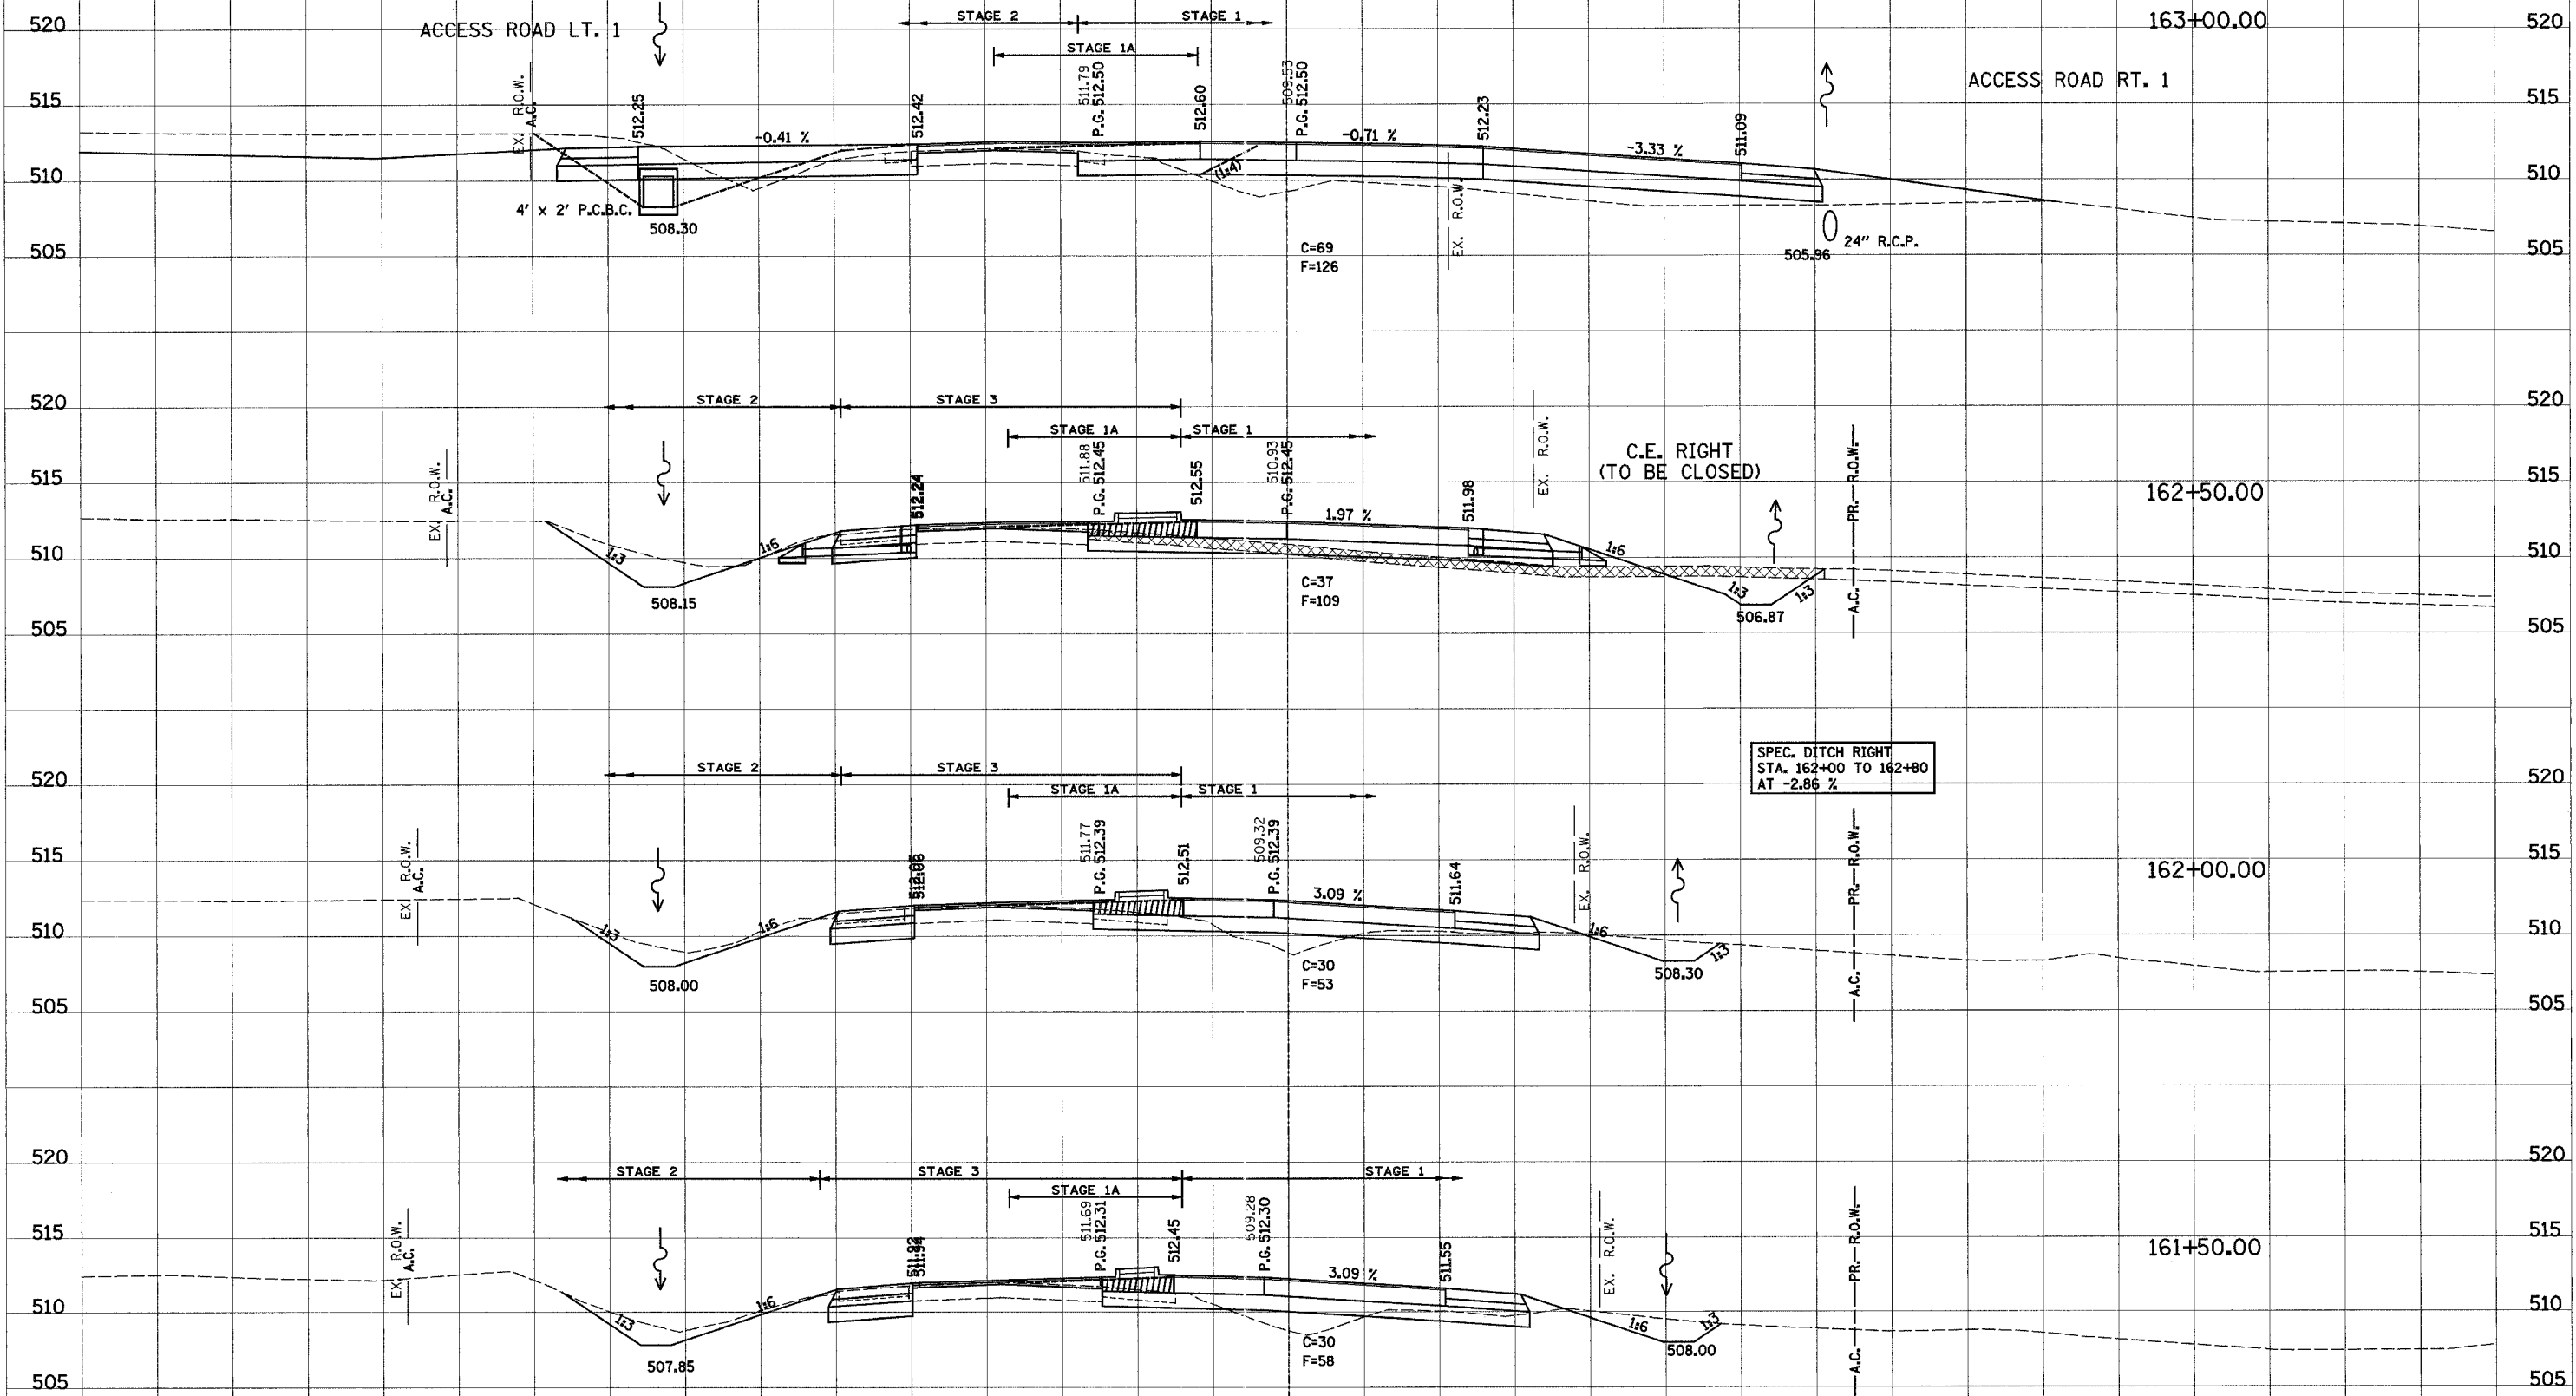 STAGE 2 STAGE 1
520 ACCESS ROAD LT. 1 163+00.00 520
STAGE 1A
ACCESS ROAD RT. 1
EX. R.O.W.
A.C.
512.25
512.42
511.79
P.G. 512.50
512.60
509.53
P.G. 512.50
512.23
511.09
515 515
-0.41 % -0.71 % -3.33 %
(1:4)
510 510
EX. R.O.W.
4' x 2' P.C.B.C.
508.30
24" R.C.P.
505.96
C=69
F=126
505 505
520 STAGE 2 STAGE 3 520
STAGE 1A STAGE 1
EX. R.O.W.
A.C.
512.24
511.88
P.G. 512.45
512.55
510.93
P.G. 512.45
511.98
EX. R.O.W.
C.E. RIGHT
(TO BE CLOSED)
A.C. PR. R.O.W.
515 162+50.00 515
1.97 %
510 1:3 1:6 1:6 510
1:3 1:3
C=37
F=109
508.15
506.87
505 505
SPEC. DITCH RIGHT
STA. 162+00 TO 162+80
AT -2.86 %
520 STAGE 2 STAGE 3 520
STAGE 1A STAGE 1
EX. R.O.W.
A.C.
511.77
P.G. 512.39
512.51
509.32
P.G. 512.39
511.64
EX. R.O.W.
A.C. PR. R.O.W.
515 162+00.00 515
3.09 %
510 1:3 1:6 1:6 1:3 510
C=30
F=53
508.00
508.30
505 505
520 STAGE 2 STAGE 3 STAGE 1 520
STAGE 1A
EX. R.O.W.
A.C.
511.69
P.G. 512.31
512.45
509.28
P.G. 512.30
511.55
EX. R.O.W.
A.C. PR. R.O.W.
515 161+50.00 515
3.09 %
510 1:3 1:6 1:6 1:3 510
C=30
F=58
507.85
508.00
505 505